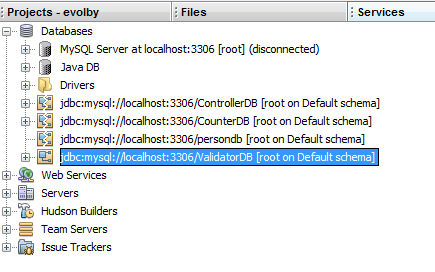 Projects - evolby Files Services
Databases
MySQL Server at localhost:3306 [root] (disconnected)
Java DB
Drivers
jdbc:mysql://localhost:3306/ControllerDB [root on Default schema]
jdbc:mysql://localhost:3306/CounterDB [root on Default schema]
jdbc:mysql://localhost:3306/persondb [root on Default schema]
jdbc:mysql://localhost:3306/ValidatorDB [root on Default schema]
Web Services
Servers
Hudson Builders
Team Servers
Issue Trackers